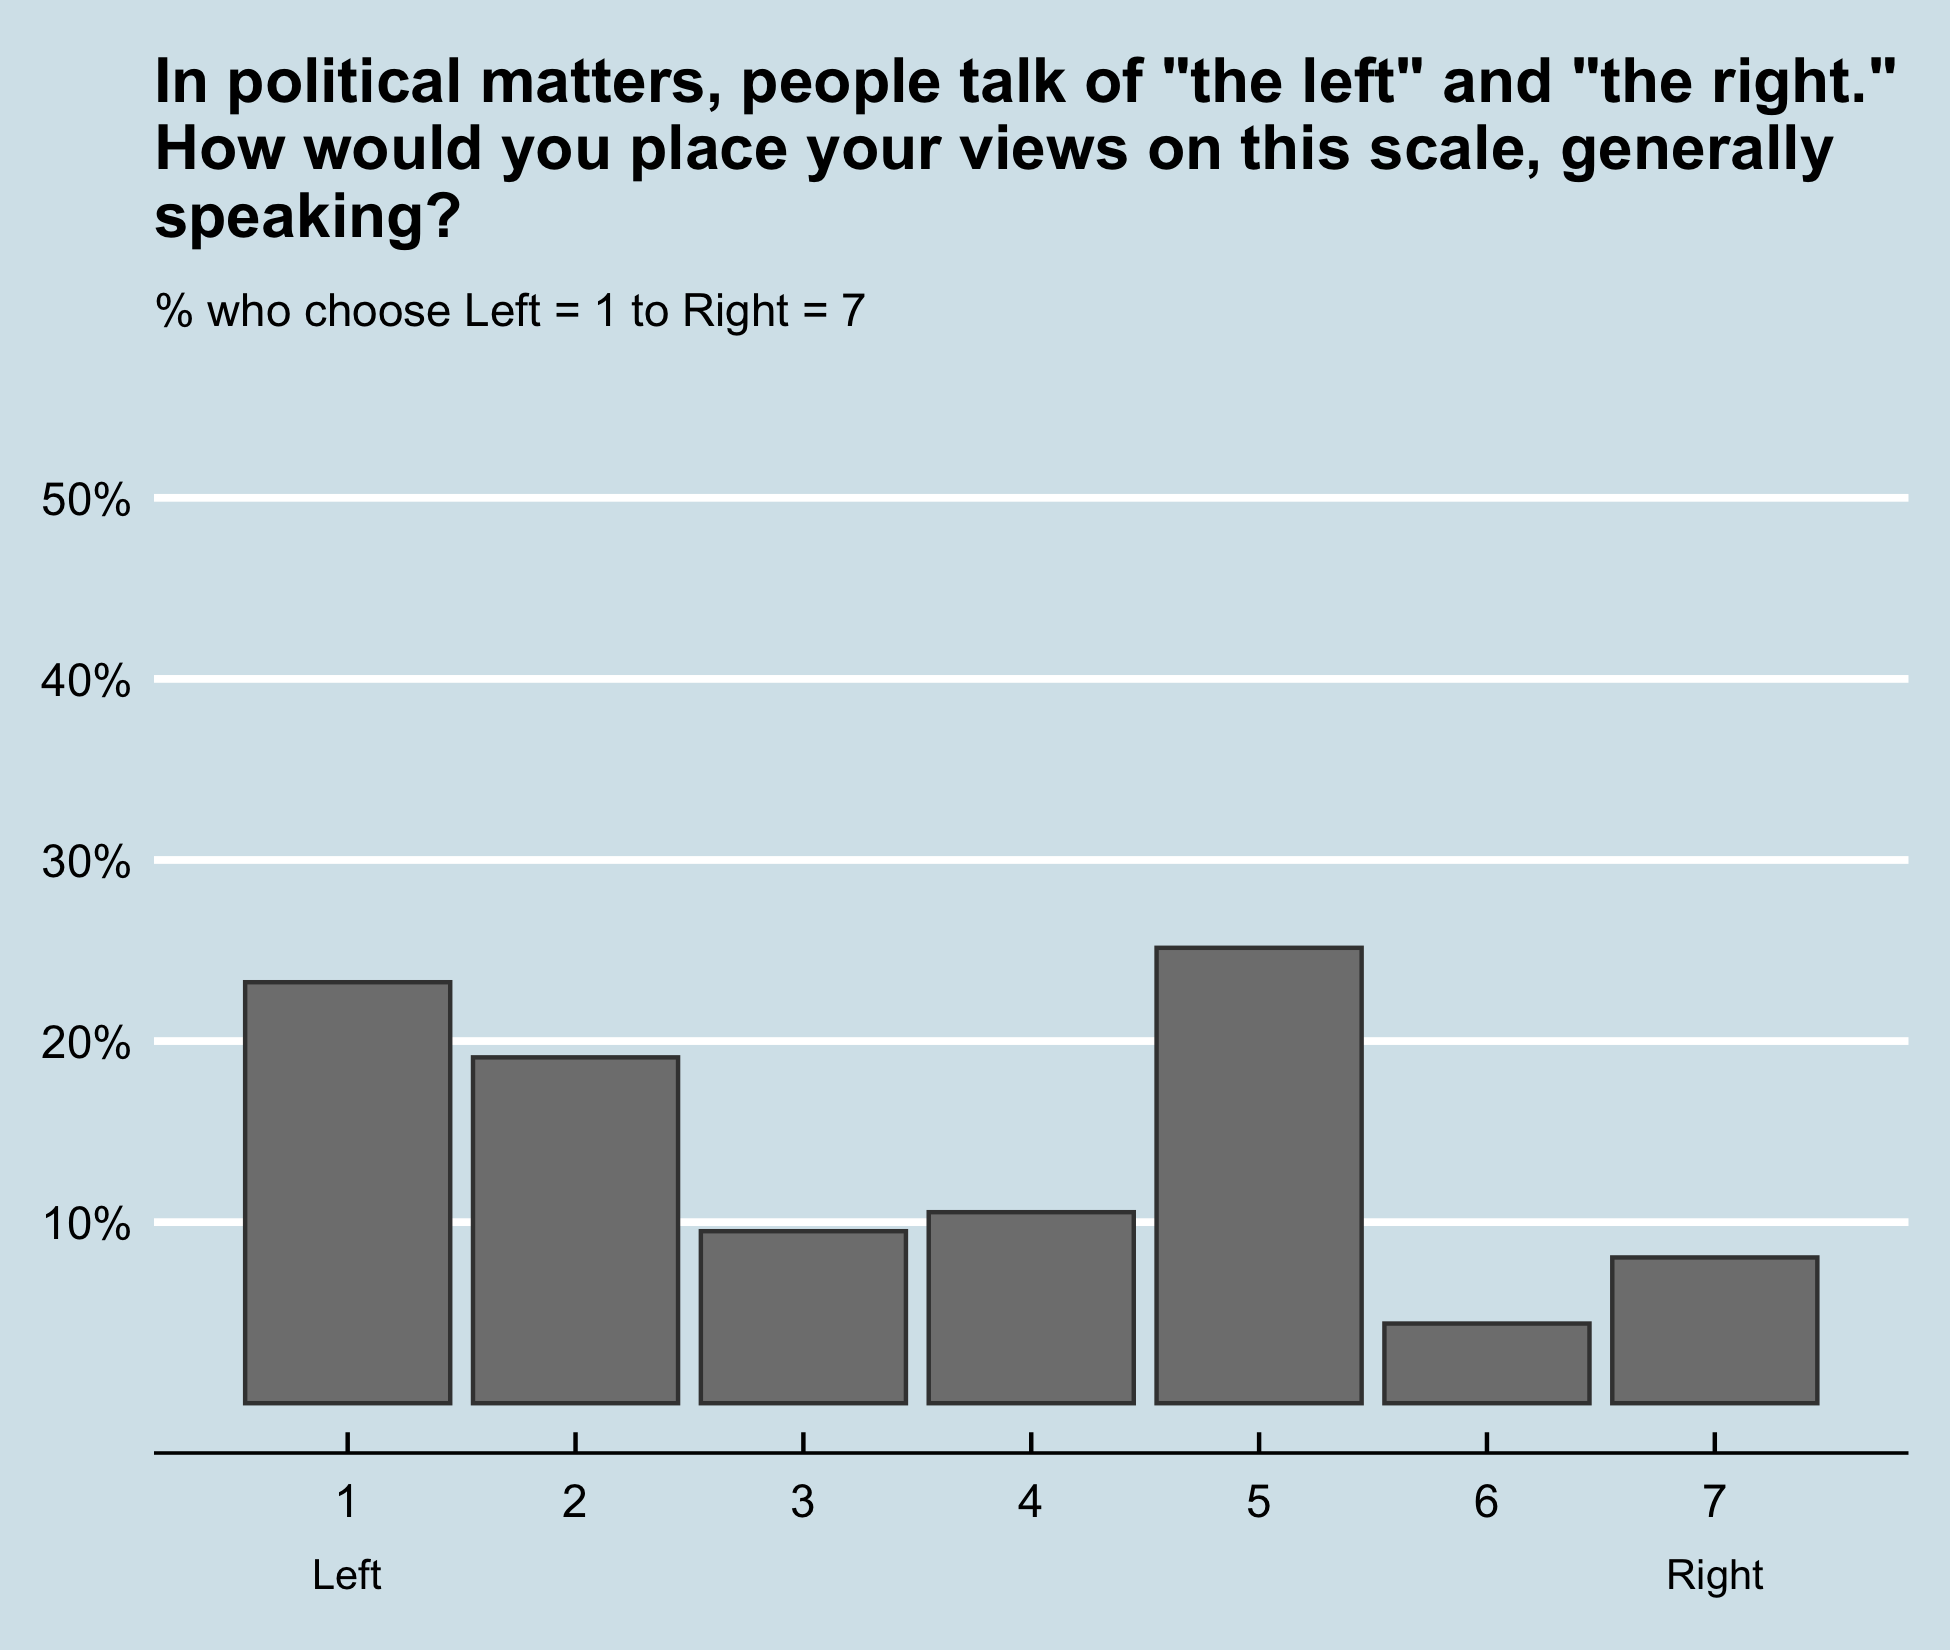 In political matters, people talk of "the left" and "the right."
How would you place your views on this scale, generally
speaking?
% who choose Left = 1 to Right = 7
50%
40%
30%
20%
10%
1 2 3 4 5 6 7
Left Right